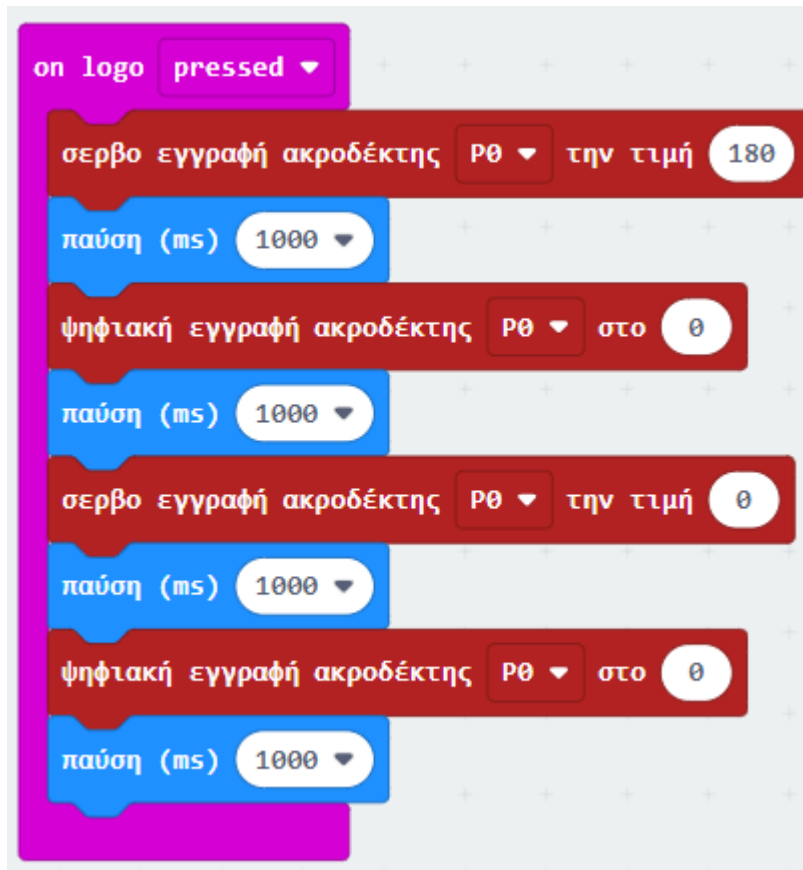 on logo pressed
σερβο εγγραφή ακροδέκτης P0 την τιμή 180
παύση (ms) 1000
ψηφιακή εγγραφή ακροδέκτης P0 στο 0
παύση (ms) 1000
σερβο εγγραφή ακροδέκτης P0 την τιμή 0
παύση (ms) 1000
ψηφιακή εγγραφή ακροδέκτης P0 στο 0
παύση (ms) 1000